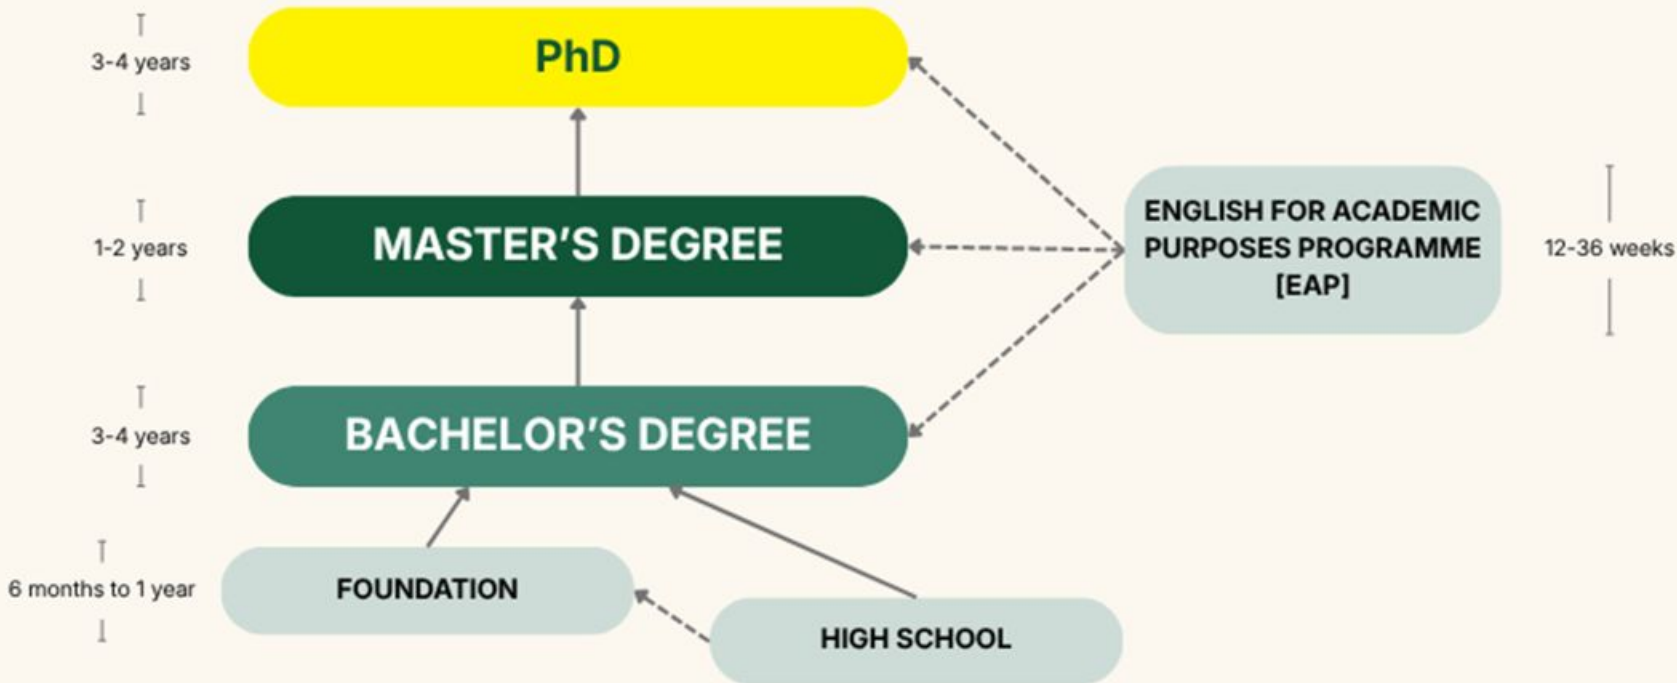 3-4 years
PhD
1-2 years
MASTER’S DEGREE
ENGLISH FOR ACADEMIC
PURPOSES PROGRAMME
[EAP]
12-36 weeks
3-4 years
BACHELOR’S DEGREE
6 months to 1 year
FOUNDATION
HIGH SCHOOL